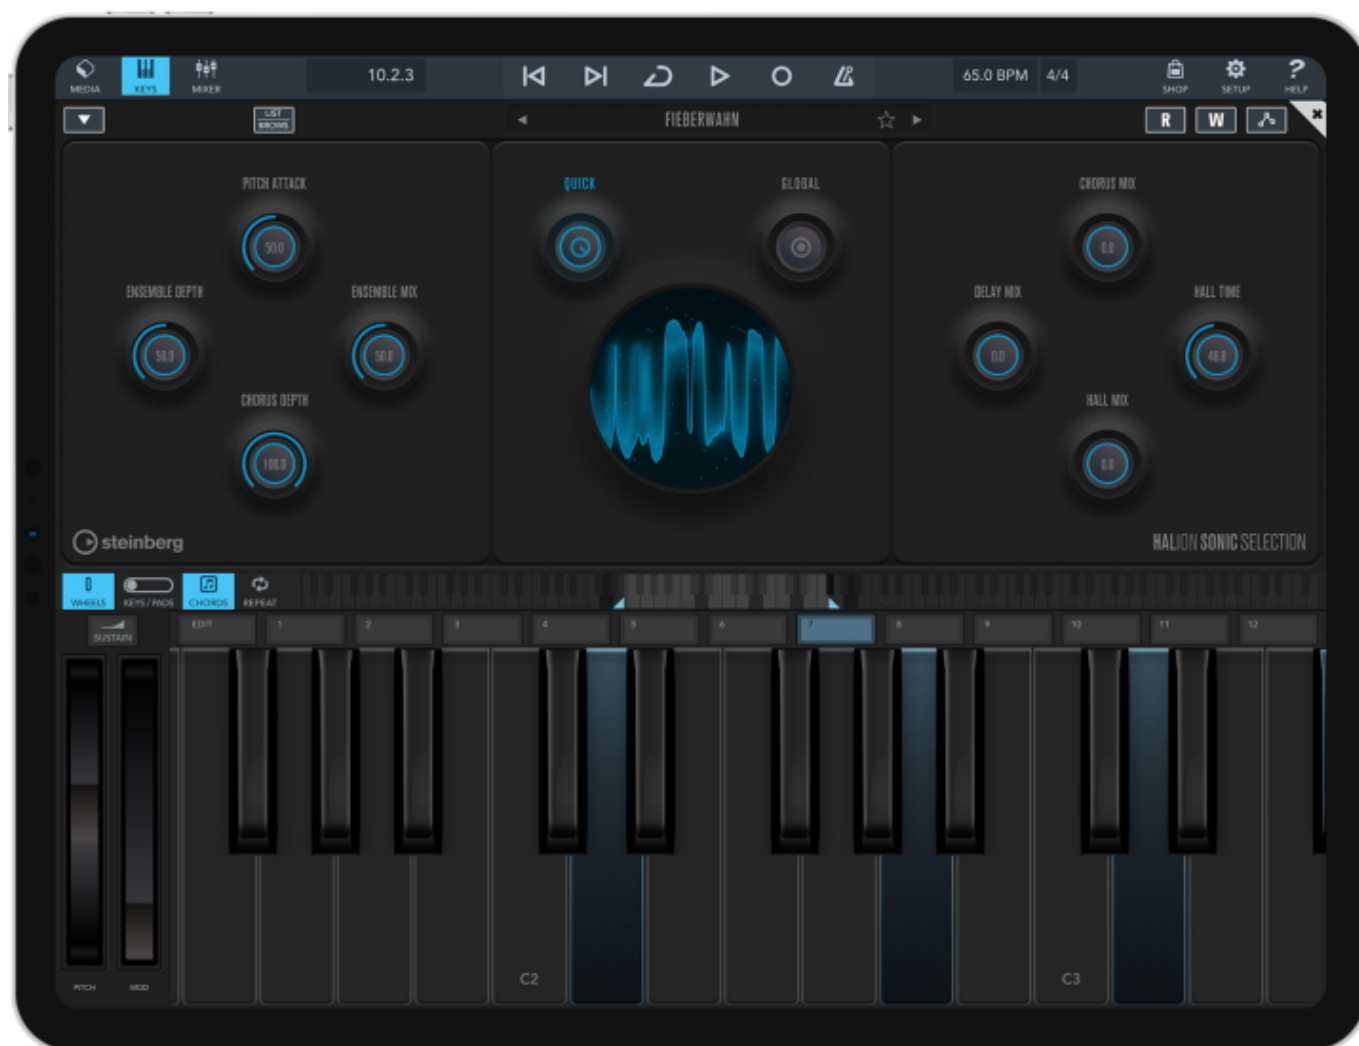 MEDIA
KEYS
MIXER
10.2.3
65.0 BPM
4/4
SHOP
SETUP
?
HELP
LIST
BROWS
FIEBERWAHN
R
W
PITCH ATTACK
50.0
ENSEMBLE DEPTH
50.0
ENSEMBLE MIX
50.0
CHORUS DEPTH
100.0
QUICK
GLOBAL
CHORUS MIX
0.0
DELAY MIX
0.0
HALL TIME
46.8
HALL MIX
0.0
steinberg
HALION SONIC SELECTION
WHEELS
KEYS / PADS
CHORDS
REPEAT
SUSTAIN
EDIT
1
2
3
4
5
6
7
8
9
10
11
12
C2
C3
PITCH
MOD